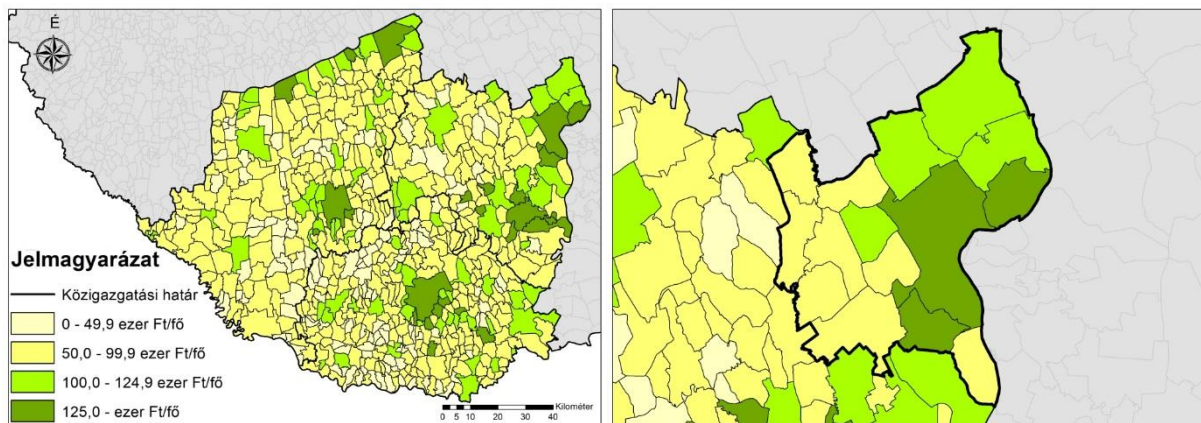 É
Jelmagyarázat
Közigazgatási határ
0 - 49,9 ezer Ft/fő
50,0 - 99,9 ezer Ft/fő
100,0 - 124,9 ezer Ft/fő
125,0 - ezer Ft/fő
Kilométer
0 5 10 20 30 40